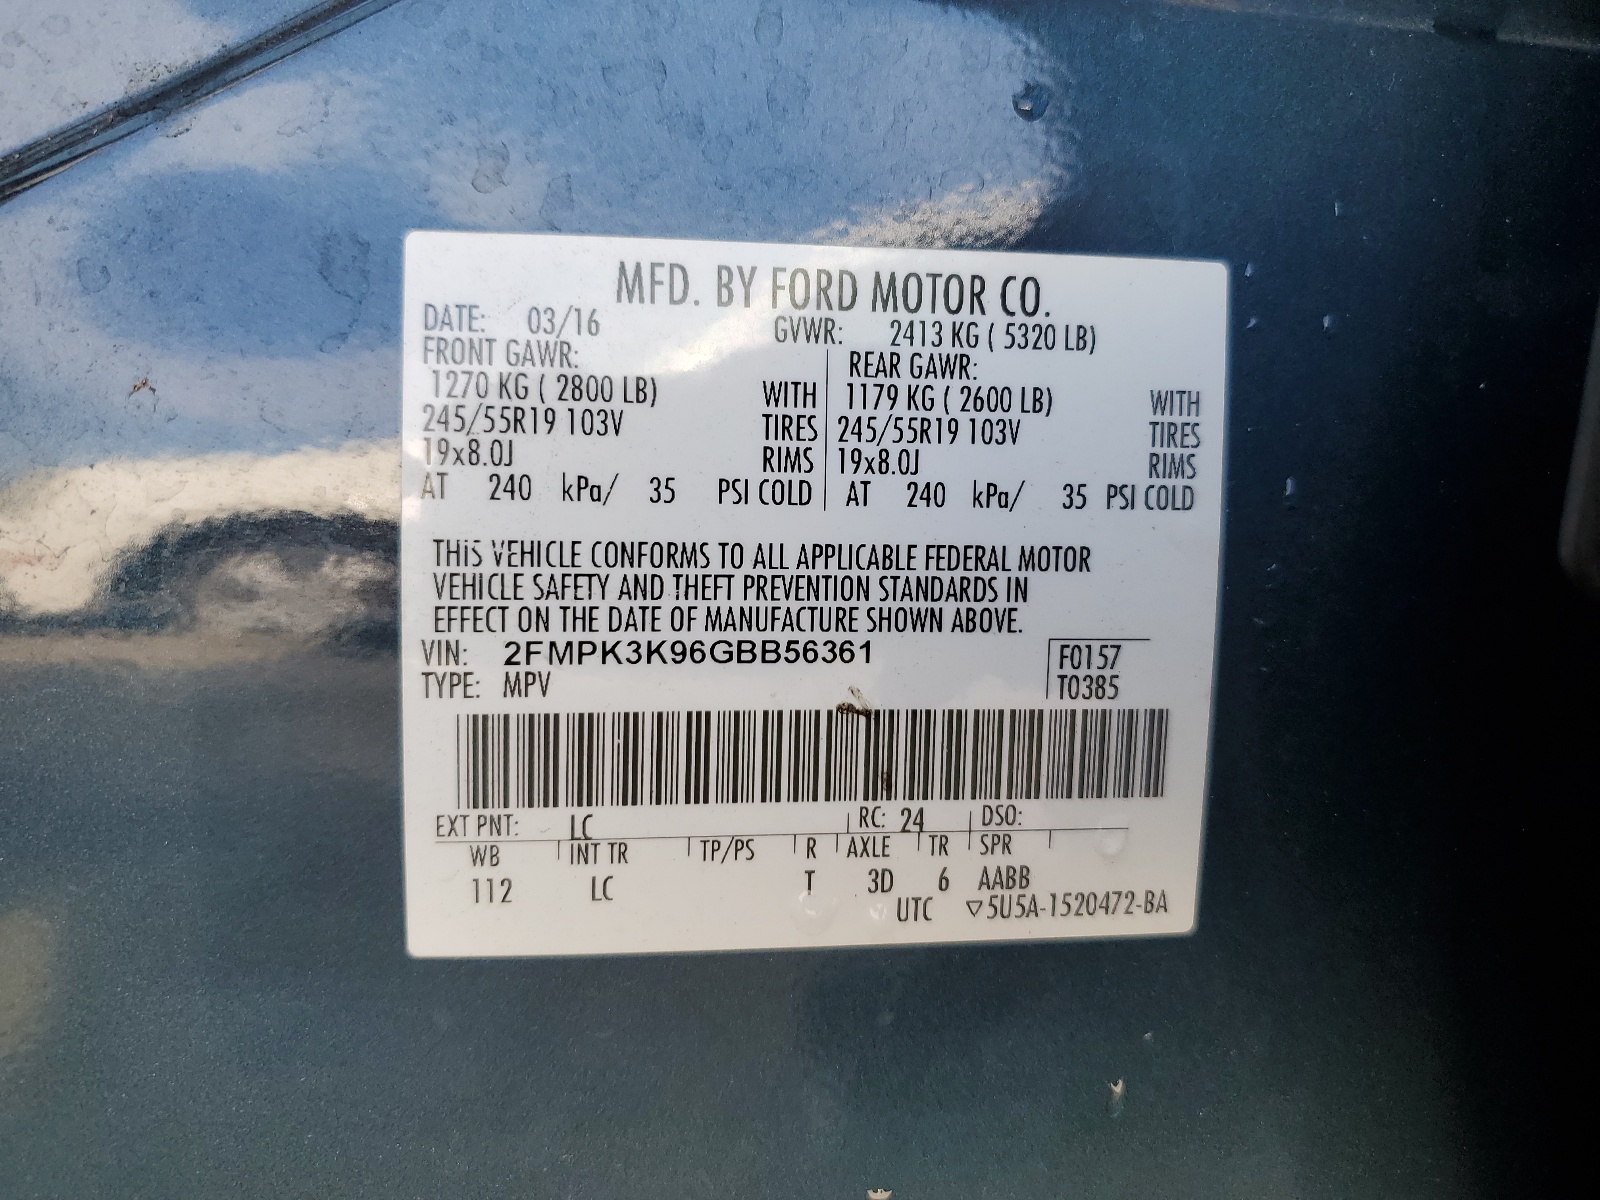 MFD. BY FORD MOTOR CO.
DATE: 03/16 GVWR: 2413 KG ( 5320 LB)
FRONT GAWR: REAR GAWR:
1270 KG ( 2800 LB) WITH 1179 KG ( 2600 LB) WITH
245/55R19 103V TIRES 245/55R19 103V TIRES
19x8.0J RIMS 19x8.0J RIMS
AT 240 kPa/ 35 PSI COLD AT 240 kPa/ 35 PSI COLD
THIS VEHICLE CONFORMS TO ALL APPLICABLE FEDERAL MOTOR
VEHICLE SAFETY AND THEFT PREVENTION STANDARDS IN
EFFECT ON THE DATE OF MANUFACTURE SHOWN ABOVE.
VIN: 2FMPK3K96GBB56361 F0157
TYPE: MPV T0385
EXT PNT: LC RC: 24 DSO:
WB INT TR TP/PS R AXLE TR SPR
112 LC T 3D 6 AABB
UTC ▽5U5A-1520472-BA